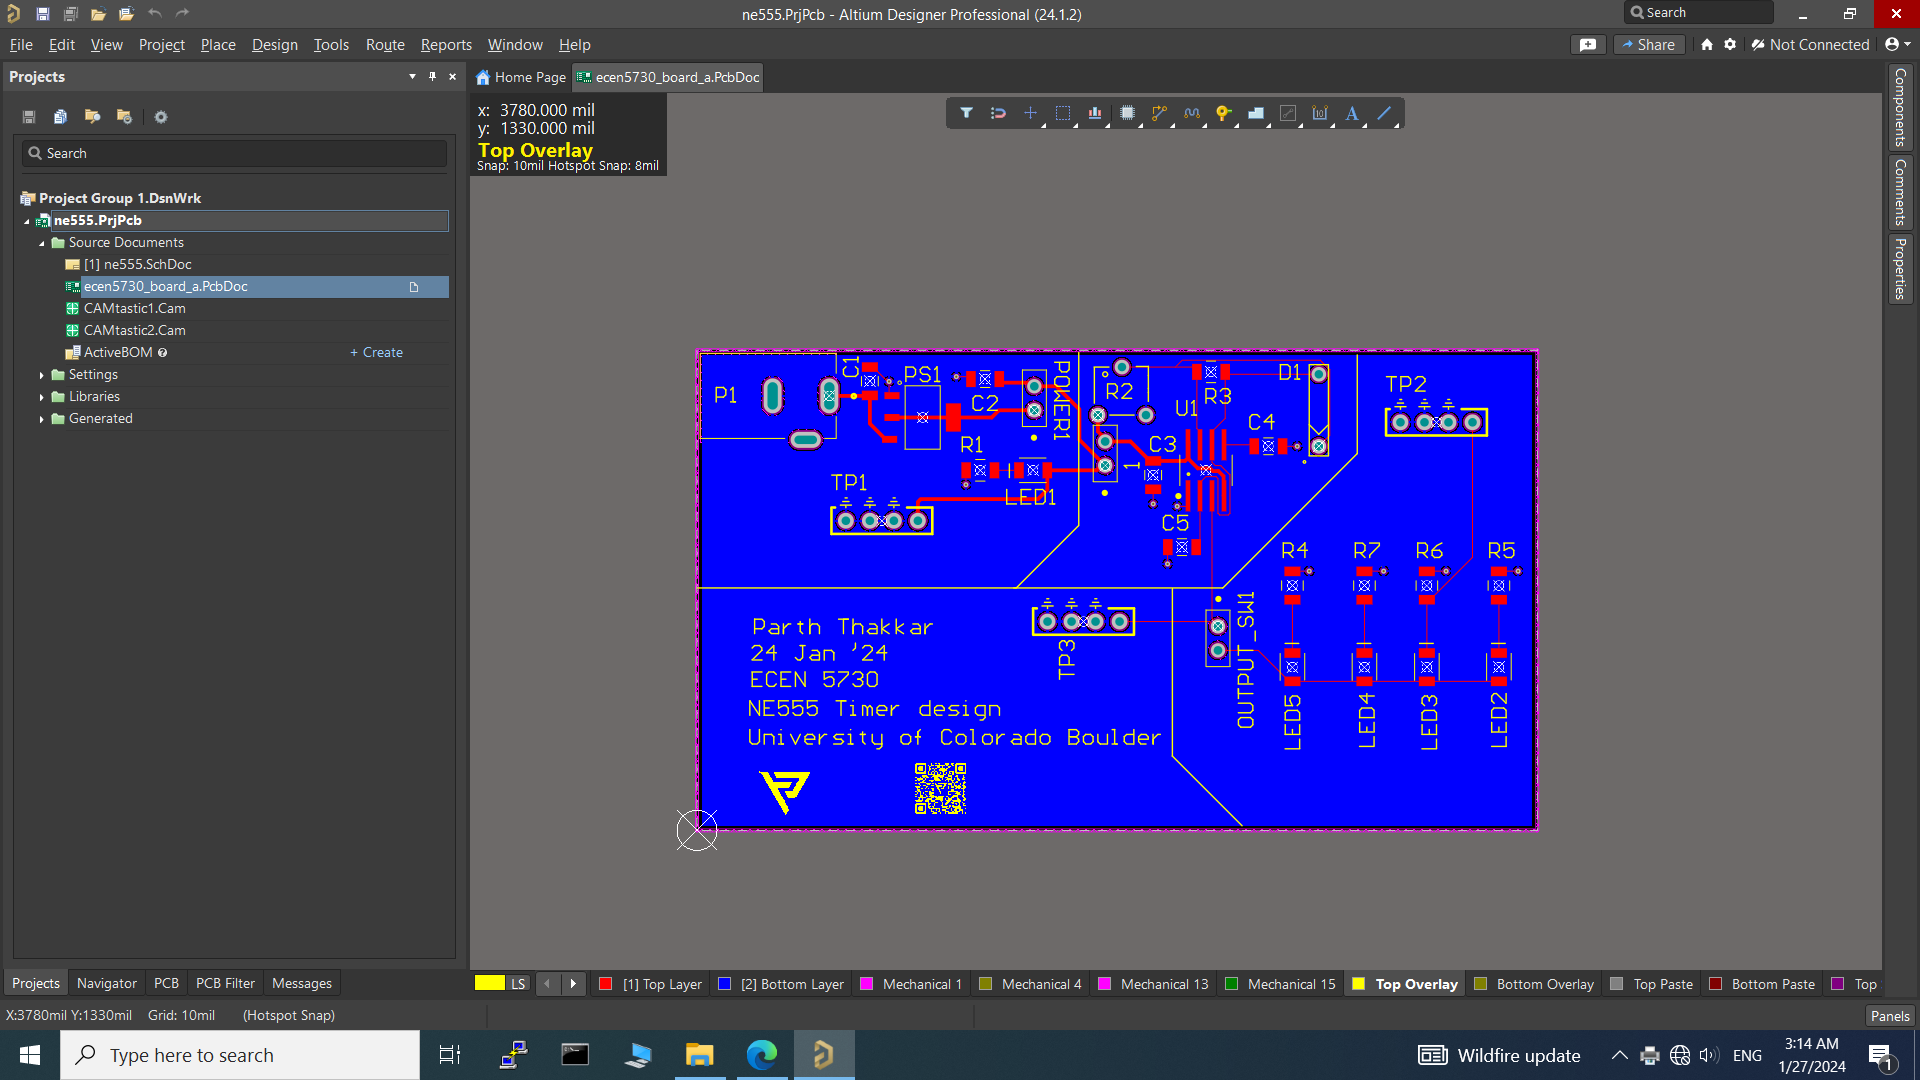 ne555.PrjPcb - Altium Designer Professional (24.1.2)
Search
File Edit View Project Place Design Tools Route Reports Window Help
Share
Not Connected
Projects
Home Page
ecen5730_board_a.PcbDoc
x: 3780.000 mil
y: 1330.000 mil
Top Overlay
Snap: 10mil Hotspot Snap: 8mil
Search
Project Group 1.DsnWrk
ne555.PrjPcb
Source Documents
[1] ne555.SchDoc
ecen5730_board_a.PcbDoc
CAMtastic1.Cam
CAMtastic2.Cam
ActiveBOM
+ Create
Settings
Libraries
Generated
Components
Comments
Properties
P1
C1
PS1
C2
POWER1
R2
R3
D1
U1
TP2
R1
C3
1
C4
LED1
TP1
C5
R4
R7
R6
R5
TP3
OUTPUT_SW1
LED5
LED4
LED3
LED2
Parth Thakkar
24 Jan '24
ECEN 5730
NE555 Timer design
University of Colorado Boulder
Projects
Navigator
PCB
PCB Filter
Messages
LS
[1] Top Layer
[2] Bottom Layer
Mechanical 1
Mechanical 4
Mechanical 13
Mechanical 15
Top Overlay
Bottom Overlay
Top Paste
Bottom Paste
Top
X:3780mil Y:1330mil Grid: 10mil (Hotspot Snap)
Panels
Type here to search
Wildfire update
ENG
3:14 AM
1/27/2024
1